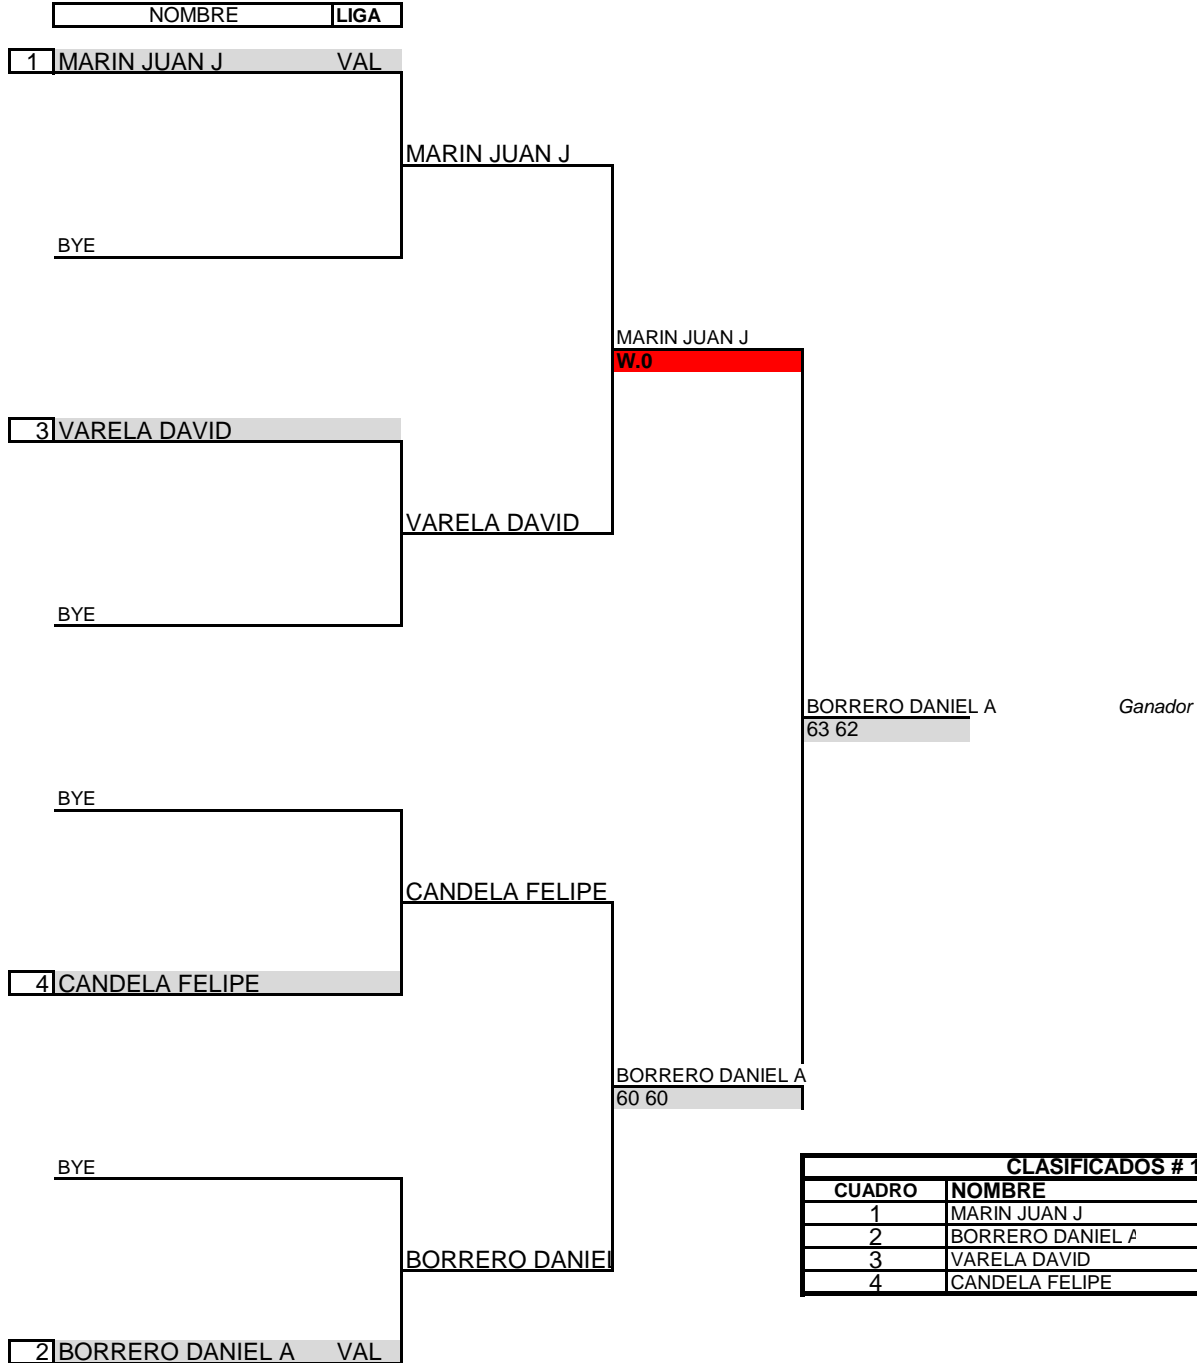 NOMBRE LIGA
1 MARIN JUAN J VAL
MARIN JUAN J
BYE
MARIN JUAN J
W.0
3 VARELA DAVID
VARELA DAVID
BYE
BORRERO DANIEL A Ganador
63 62
BYE
CANDELA FELIPE
4 CANDELA FELIPE
BORRERO DANIEL A
60 60
BYE
BORRERO DANIEL
2 BORRERO DANIEL A VAL
CLASIFICADOS # 1
CUADRO NOMBRE
1 MARIN JUAN J
2 BORRERO DANIEL A
3 VARELA DAVID
4 CANDELA FELIPE